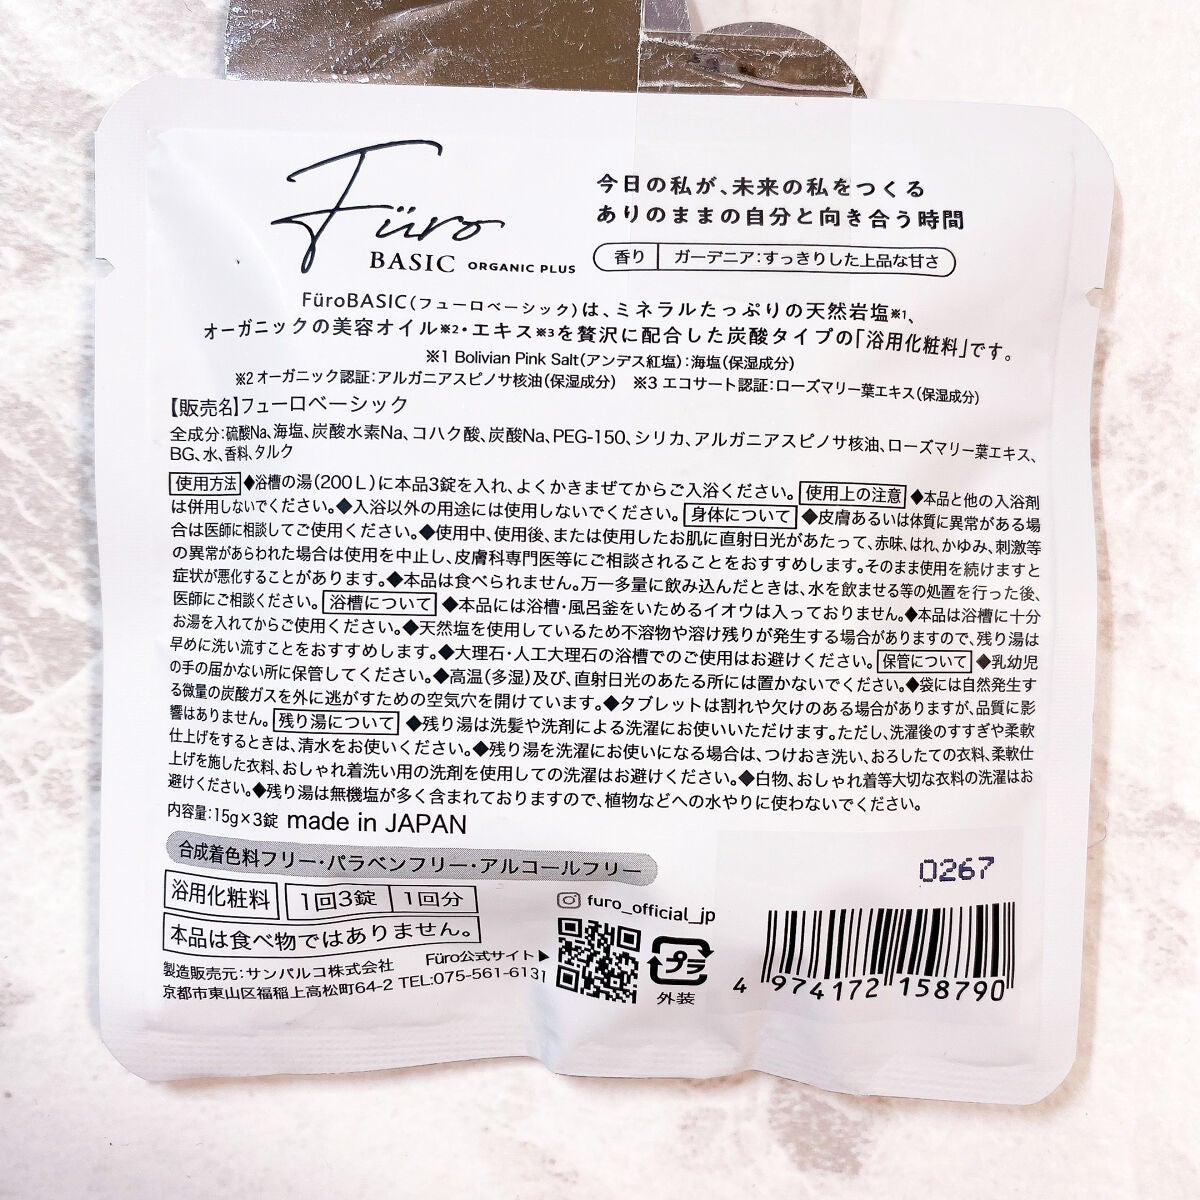 Füro
BASIC ORGANIC PLUS
今日の私が、未来の私をつくる
ありのままの自分と向き合う時間
香り ガーデニア:すっきりした上品な甘さ
FüroBASIC(フューロベーシック)は、ミネラルたっぷりの天然岩塩※1、
オーガニックの美容オイル※2・エキス※3を贅沢に配合した炭酸タイプの「浴用化粧料」です。
※1 Bolivian Pink Salt(アンデス紅塩):海塩(保湿成分)
※2 オーガニック認証:アルガニアスピノサ核油(保湿成分) ※3 エコサート認証:ローズマリー葉エキス(保湿成分)
【販売名】フューロベーシック
全成分:硫酸Na、海塩、炭酸水素Na、コハク酸、炭酸Na、PEG-150、シリカ、アルガニアスピノサ核油、ローズマリー葉エキス、
BG、水、香料、タルク
使用方法 ◆浴槽の湯(200L)に本品3錠を入れ、よくかきまぜてからご入浴ください。 使用上の注意 ◆本品と他の入浴剤
は併用しないでください。◆入浴以外の用途には使用しないでください。 身体について ◆皮膚あるいは体質に異常がある場
合は医師に相談してご使用ください。◆使用中、使用後、または使用したお肌に直射日光があたって、赤味、はれ、かゆみ、刺激等
の異常があらわれた場合は使用を中止し、皮膚科専門医等にご相談されることをおすすめします。そのまま使用を続けますと
症状が悪化することがあります。◆本品は食べられません。万一多量に飲み込んだときは、水を飲ませる等の処置を行った後、
医師にご相談ください。 浴槽について ◆本品には浴槽・風呂釜をいためるイオウは入っておりません。◆本品は浴槽に十分
お湯を入れてからご使用ください。◆天然塩を使用しているため不溶物や溶け残りが発生する場合がありますので、残り湯は
早めに洗い流すことをおすすめします。◆大理石・人工大理石の浴槽でのご使用はお避けください。 保管について ◆乳幼児
の手の届かない所に保管してください。◆高温(多湿)及び、直射日光のあたる所には置かないでください。◆袋には自然発生す
る微量の炭酸ガスを外に逃がすための空気穴を開けています。◆タブレットは割れや欠けのある場合がありますが、品質に影
響はありません。 残り湯について ◆残り湯は洗髪や洗剤による洗濯にお使いいただけます。ただし、洗濯後のすすぎや柔軟
仕上げをするときは、清水をお使いください。◆残り湯を洗濯にお使いになる場合は、つけおき洗い、おろしたての衣料、柔軟仕
上げを施した衣料、おしゃれ着洗い用の洗剤を使用しての洗濯はお避けください。◆白物、おしゃれ着等大切な衣料の洗濯はお
避けください。◆残り湯は無機塩が多く含まれておりますので、植物などへの水やりに使わないでください。
内容量:15g×3錠 made in JAPAN
合成着色料フリー・パラベンフリー・アルコールフリー
0267
浴用化粧料 1回3錠 1回分
furo_official_jp
本品は食べ物ではありません。
Füro公式サイト▶
プラ
外装
製造販売元:サンパルコ株式会社
京都市東山区福稲上高松町64-2 TEL:075-561-6131
4 974172 158790